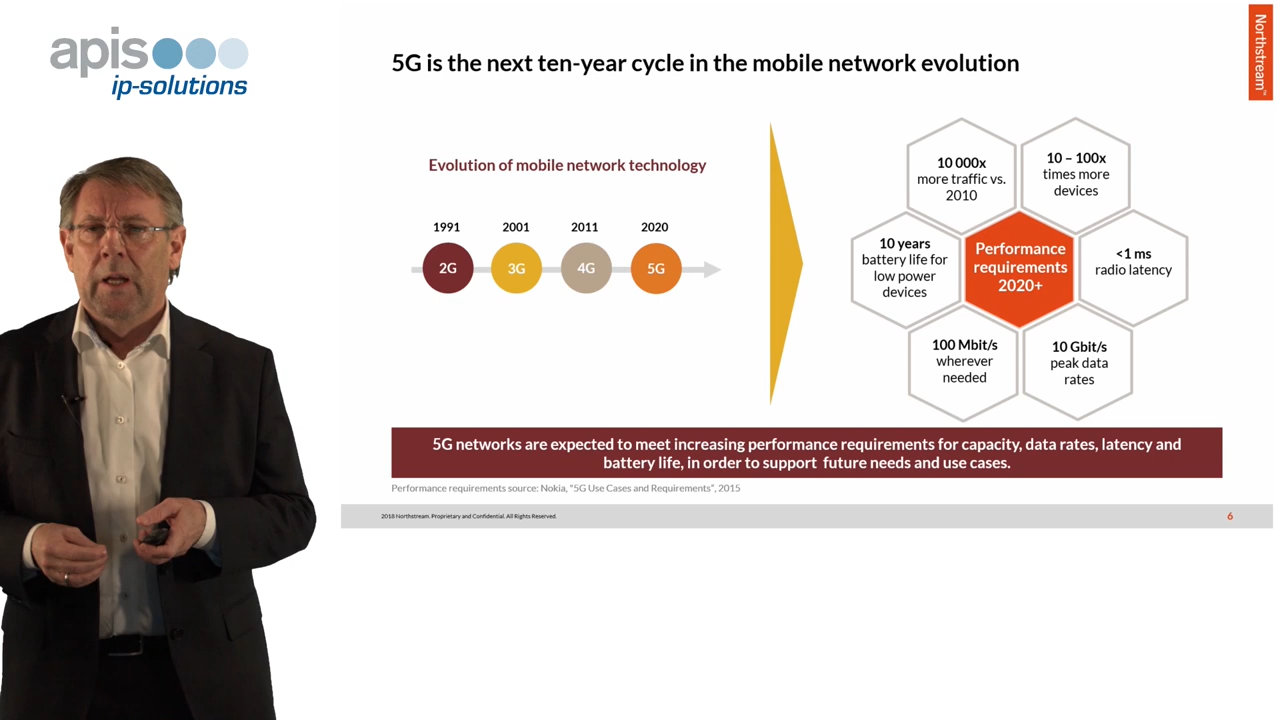 apis
ip-solutions
Northstream™
5G is the next ten-year cycle in the mobile network evolution
Evolution of mobile network technology
1991
2001
2011
2020
2G
3G
4G
5G
10 000x
more traffic vs.
2010
10 – 100x
times more
devices
10 years
battery life for
low power
devices
Performance
requirements
2020+
<1 ms
radio latency
100 Mbit/s
wherever
needed
10 Gbit/s
peak data
rates
5G networks are expected to meet increasing performance requirements for capacity, data rates, latency and
battery life, in order to support future needs and use cases.
Performance requirements source: Nokia, "5G Use Cases and Requirements", 2015
2018 Northstream. Proprietary and Confidential. All Rights Reserved.
6